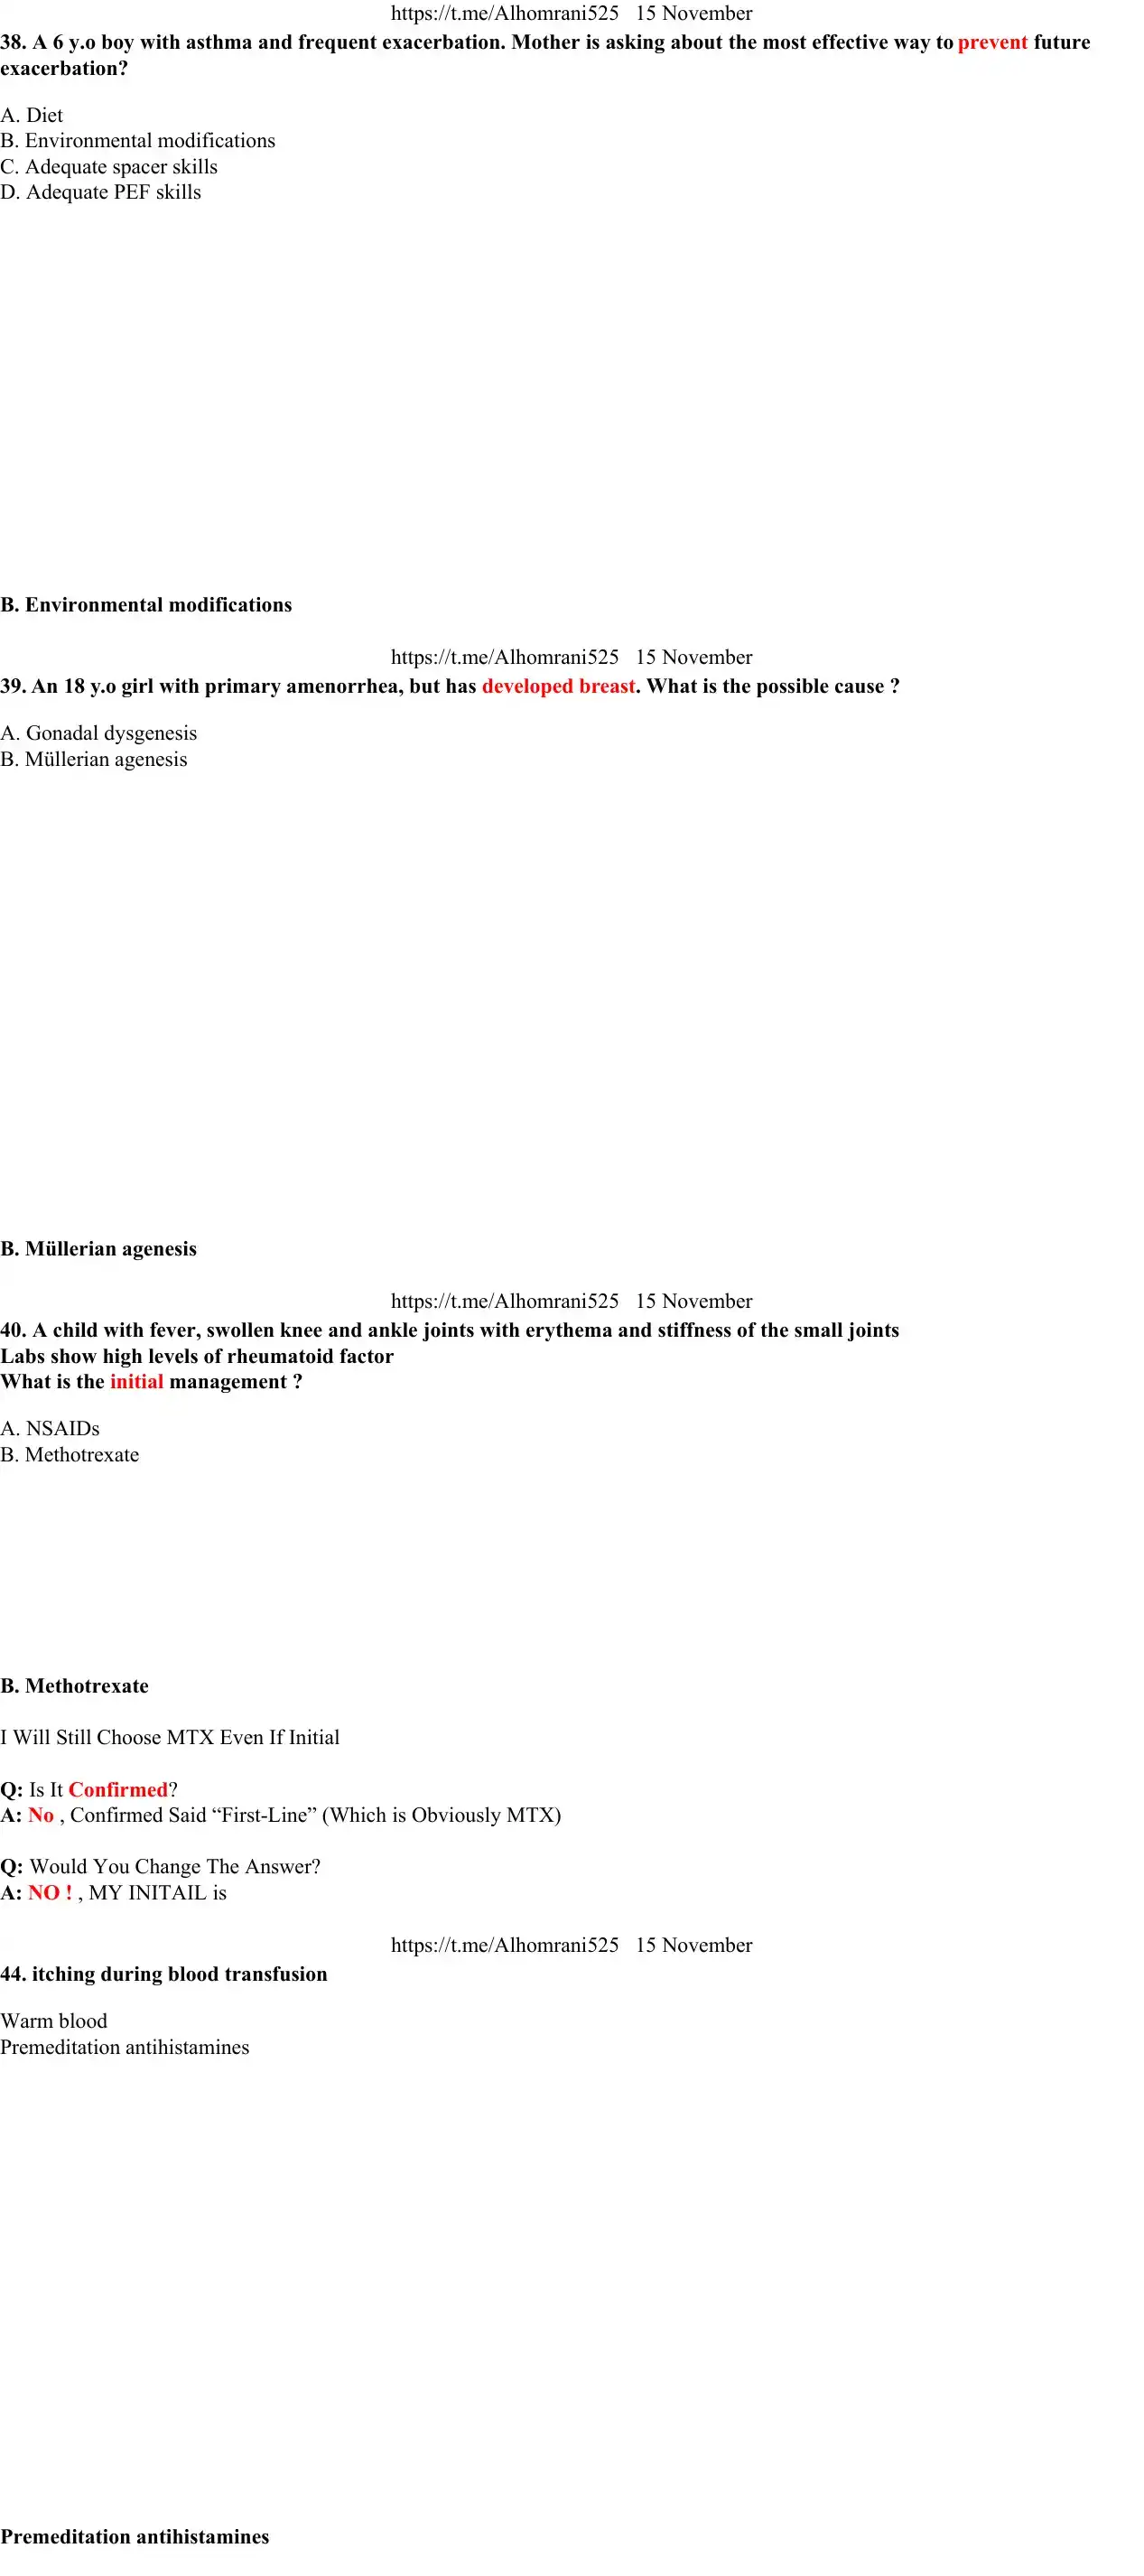 https://t.me/Alhomrani525   15 November
38. A 6 y.o boy with asthma and frequent exacerbation. Mother is asking about the most effective way to prevent future
exacerbation?
A. Diet
B. Environmental modifications
C. Adequate spacer skills
D. Adequate PEF skills
B. Environmental modifications
https://t.me/Alhomrani525   15 November
39. An 18 y.o girl with primary amenorrhea, but has developed breast. What is the possible cause ?
A. Gonadal dysgenesis
B. Müllerian agenesis
B. Müllerian agenesis
https://t.me/Alhomrani525   15 November
40. A child with fever, swollen knee and ankle joints with erythema and stiffness of the small joints
Labs show high levels of rheumatoid factor
What is the initial management ?
A. NSAIDs
B. Methotrexate
B. Methotrexate
I Will Still Choose MTX Even If Initial
Q: Is It Confirmed?
A: No , Confirmed Said “First-Line” (Which is Obviously MTX)
Q: Would You Change The Answer?
A: NO ! , MY INITAIL is
https://t.me/Alhomrani525   15 November
44. itching during blood transfusion
Warm blood
Premeditation antihistamines
Premeditation antihistamines